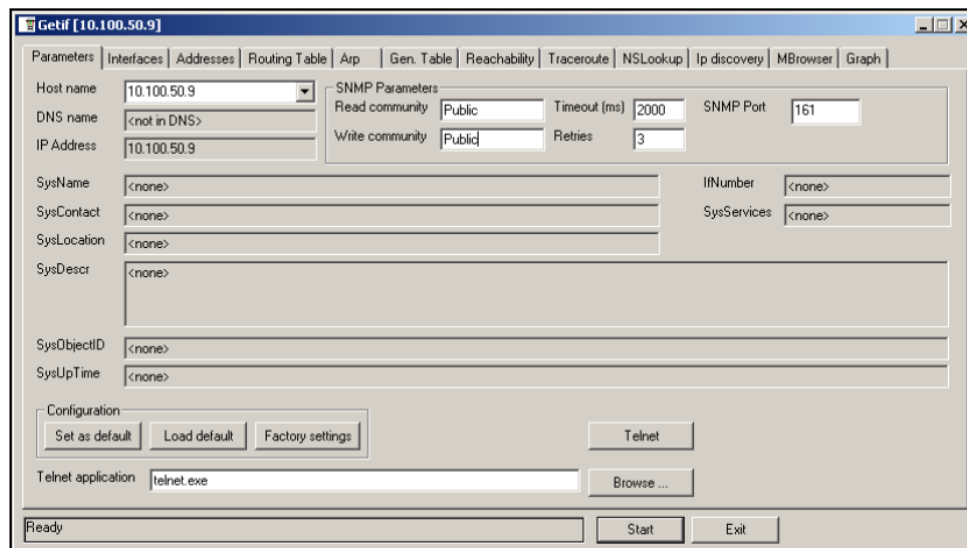 Getif [10.100.50.9]
Parameters Interfaces Addresses Routing Table Arp Gen. Table Reachability Traceroute NSLookup Ip discovery MBrowser Graph
Host name 10.100.50.9
DNS name <not in DNS>
IP Address 10.100.50.9
SNMP Parameters
Read community Public Timeout (ms) 2000 SNMP Port 161
Write community Public Retries 3
SysName <none> IfNumber <none>
SysContact <none> SysServices <none>
SysLocation <none>
SysDescr <none>
SysObjectID <none>
SysUpTime <none>
Configuration
Set as default Load default Factory settings Telnet
Telnet application telnet.exe Browse ...
Ready Start Exit